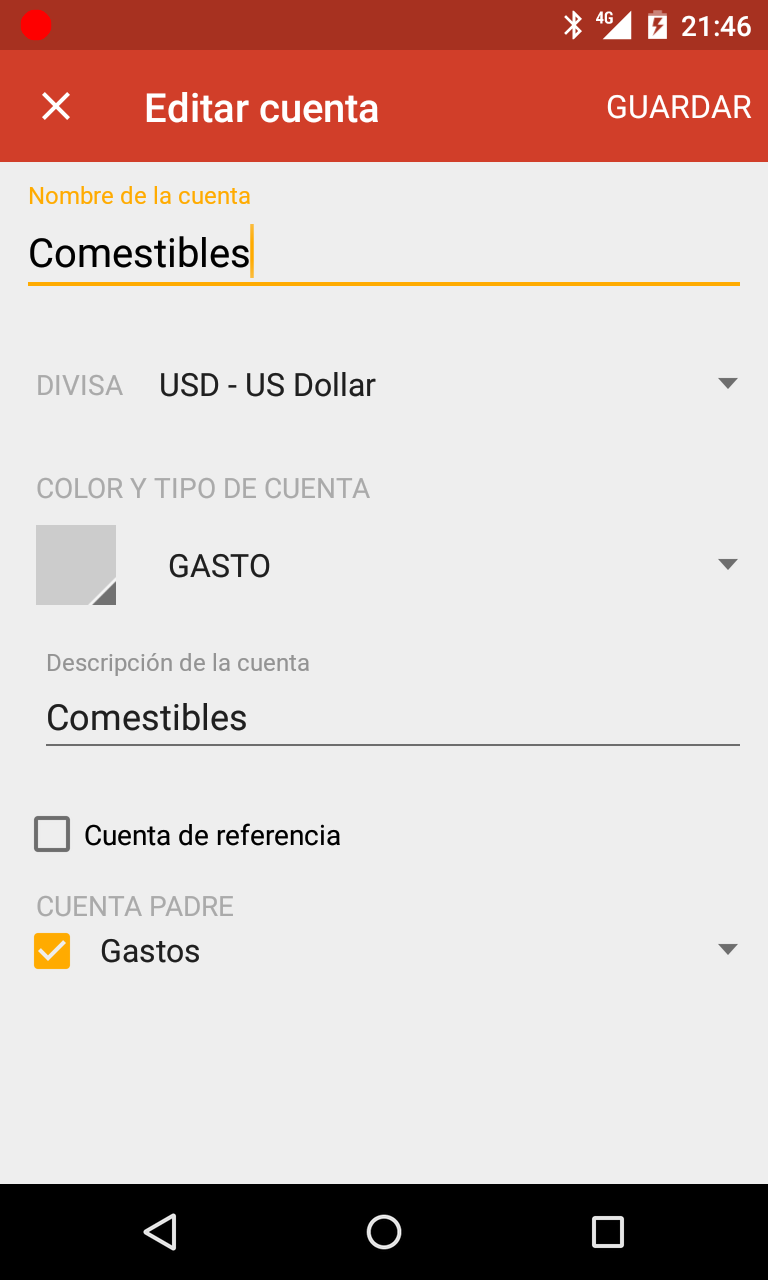 4G 21:46
Editar cuenta GUARDAR
Nombre de la cuenta
Comestibles
DIVISA USD - US Dollar
COLOR Y TIPO DE CUENTA
GASTO
Descripción de la cuenta
Comestibles
Cuenta de referencia
CUENTA PADRE
Gastos